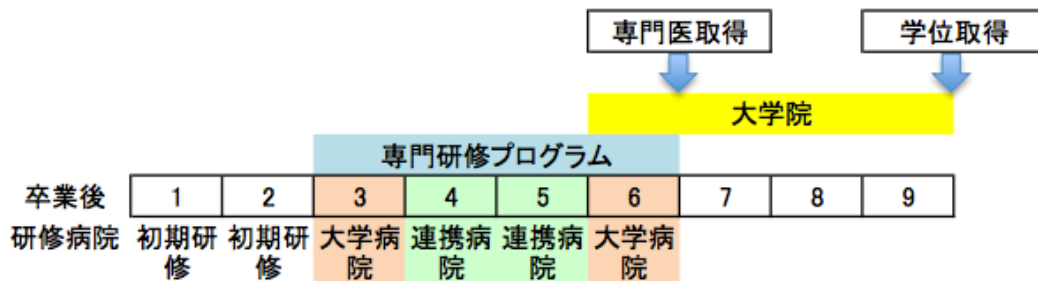 専門医取得 学位取得
大学院
専門研修プログラム
卒業後 1 2 3 4 5 6 7 8 9
研修病院 初期研修 初期研修 大学病院 連携病院 連携病院 大学病院